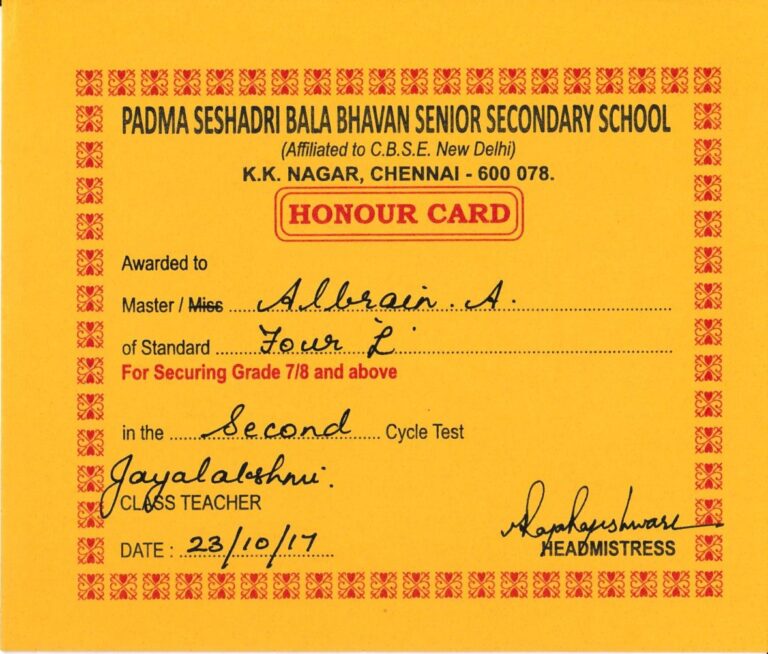 PADMA SESHADRI BALA BHAVAN SENIOR SECONDARY SCHOOL
(Affiliated to C.B.S.E. New Delhi)
K.K. NAGAR, CHENNAI - 600 078.
HONOUR CARD
Awarded to
Master / Miss Albrain. A.
of Standard Four 'L'
For Securing Grade 7/8 and above
in the Second Cycle Test
Jayalakshmi.
CLASS TEACHER
DATE : 23/10/17
HEADMISTRESS